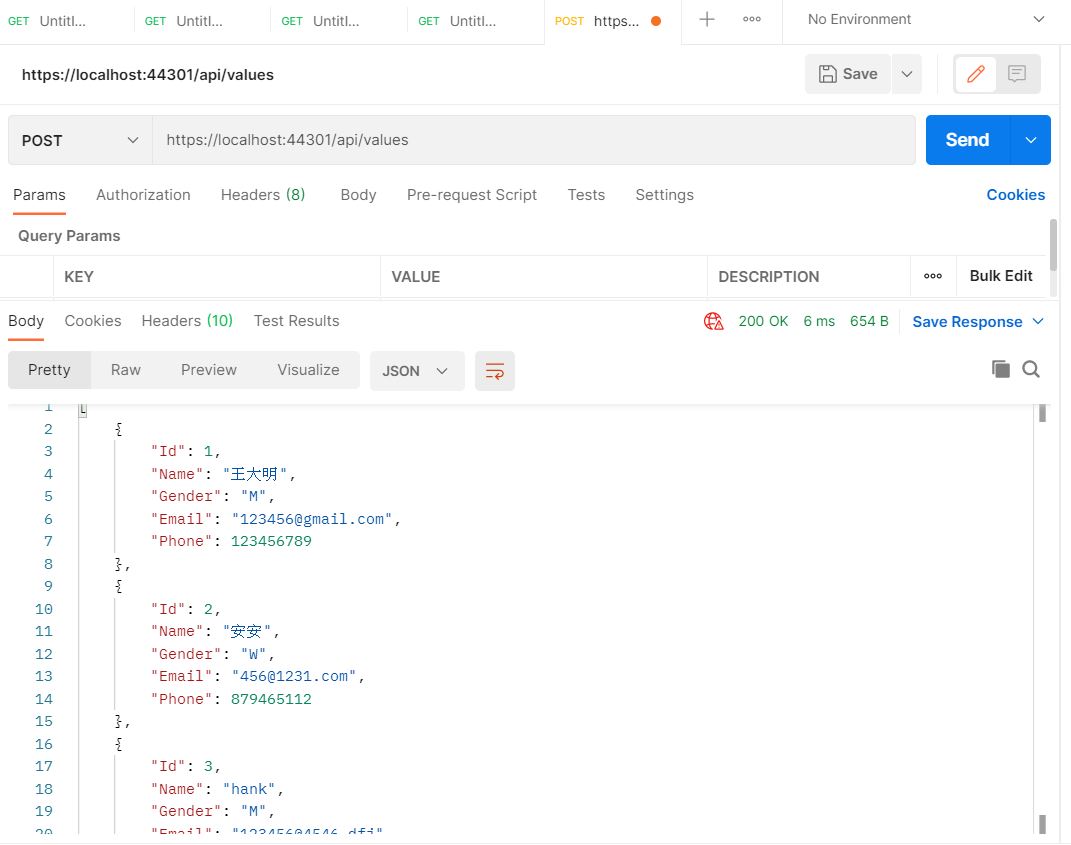 GET Untitl... GET Untitl... GET Untitl... GET Untitl... POST https... No Environment
https://localhost:44301/api/values Save
POST https://localhost:44301/api/values Send
Params Authorization Headers (8) Body Pre-request Script Tests Settings Cookies
Query Params
KEY VALUE DESCRIPTION Bulk Edit
Body Cookies Headers (10) Test Results 200 OK 6 ms 654 B Save Response
Pretty Raw Preview Visualize JSON
1 [
2 {
3 "Id": 1,
4 "Name": "王大明",
5 "Gender": "M",
6 "Email": "123456@gmail.com",
7 "Phone": 123456789
8 },
9 {
10 "Id": 2,
11 "Name": "安安",
12 "Gender": "W",
13 "Email": "456@1231.com",
14 "Phone": 879465112
15 },
16 {
17 "Id": 3,
18 "Name": "hank",
19 "Gender": "M",
20 "Email":